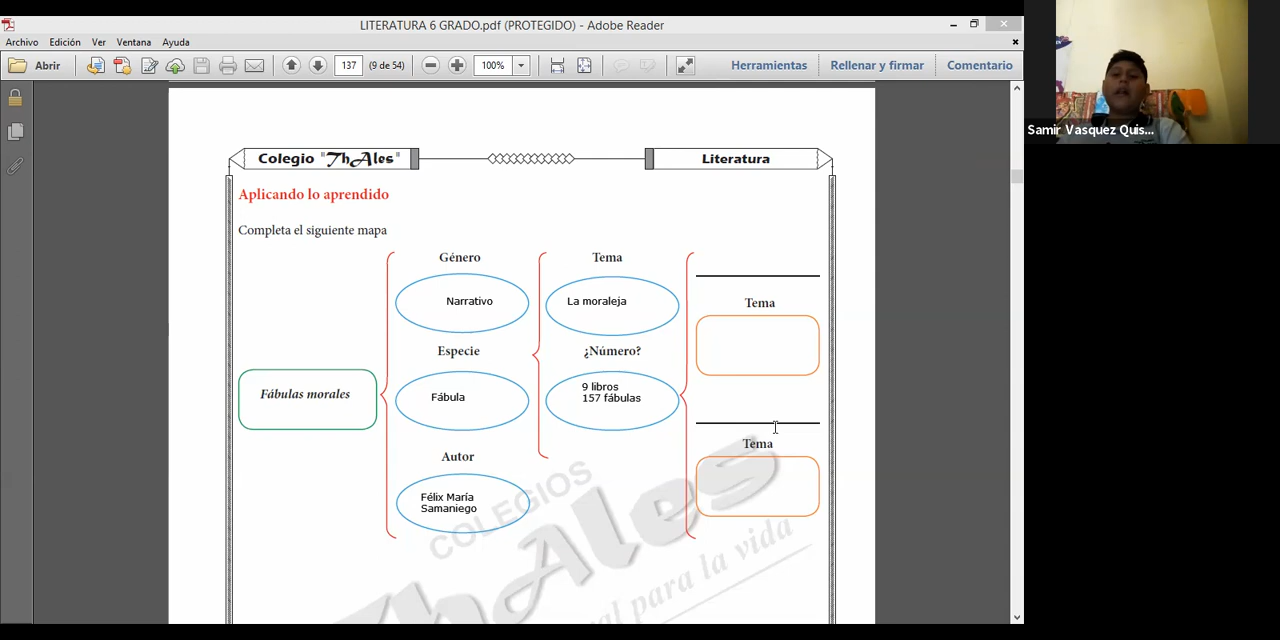 LITERATURA 6 GRADO.pdf (PROTEGIDO) - Adobe Reader
Archivo Edición Ver Ventana Ayuda
Abrir 137 (9 de 54) 100% Herramientas Rellenar y firmar Comentario
Samir Vasquez Quis...
Colegio "ThAles" Literatura
Aplicando lo aprendido
Completa el siguiente mapa
Género Tema
Narrativo La moraleja
Tema
Especie ¿Número?
Fábulas morales Fábula 9 libros
157 fábulas
Tema
Autor
Félix María
Samaniego
COLEGIOS
ThAles
al para la vida